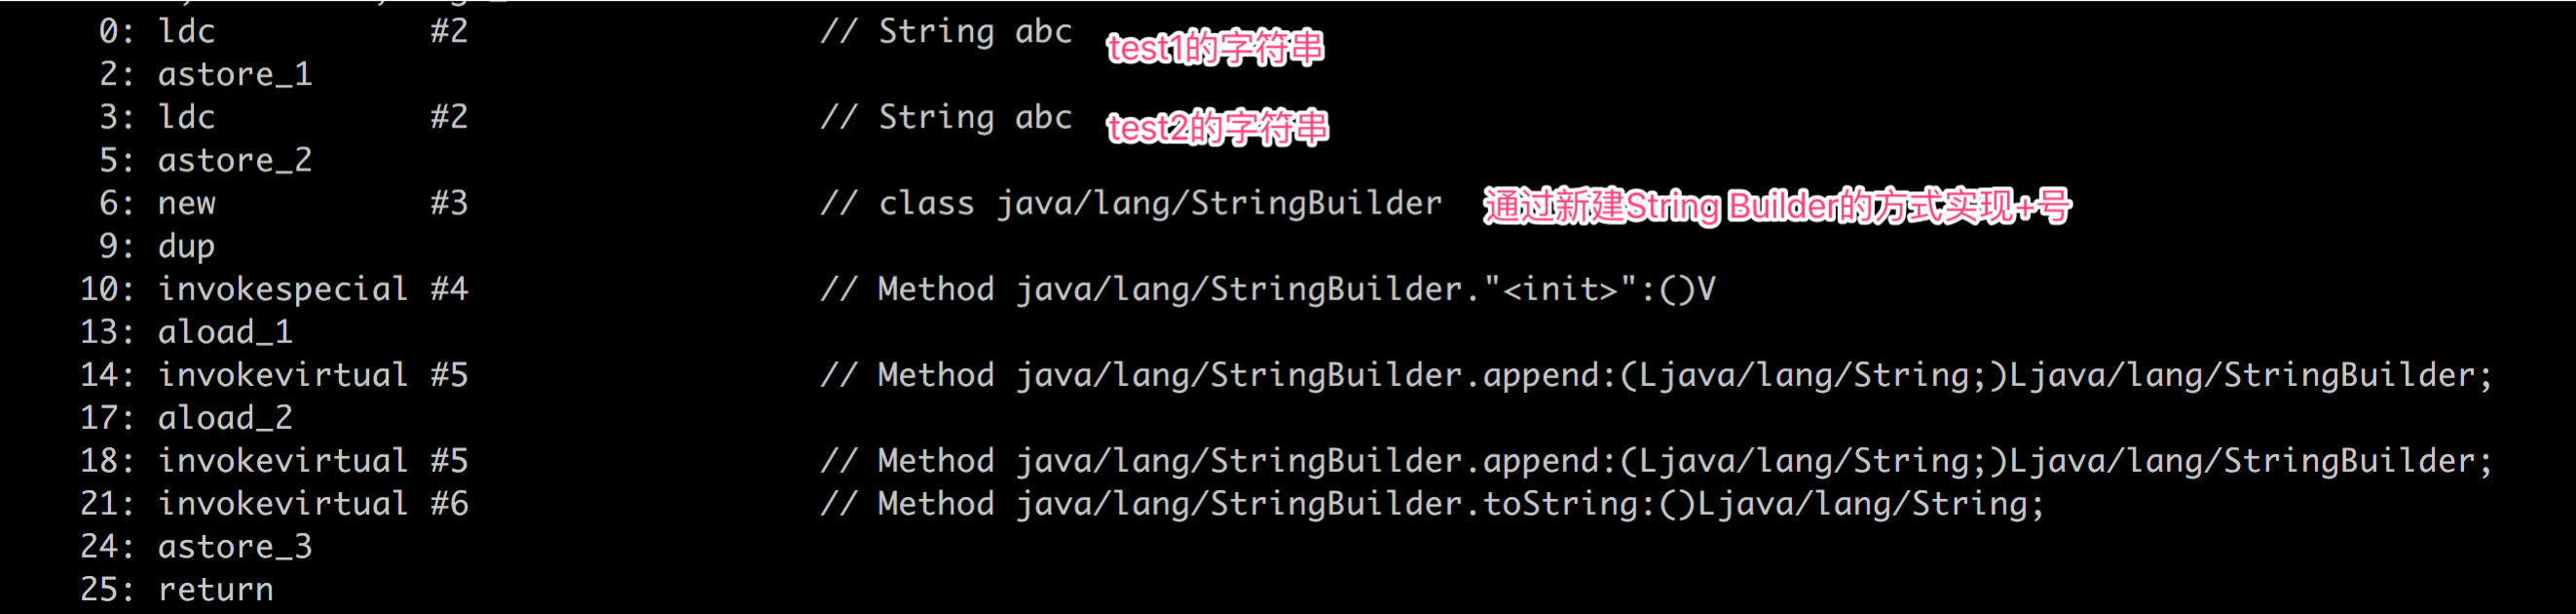 0: ldc #2 // String abc test1的字符串
2: astore_1
3: ldc #2 // String abc test2的字符串
5: astore_2
6: new #3 // class java/lang/StringBuilder 通过新建String Builder的方式实现+号
9: dup
10: invokespecial #4 // Method java/lang/StringBuilder."<init>":()V
13: aload_1
14: invokevirtual #5 // Method java/lang/StringBuilder.append:(Ljava/lang/String;)Ljava/lang/StringBuilder;
17: aload_2
18: invokevirtual #5 // Method java/lang/StringBuilder.append:(Ljava/lang/String;)Ljava/lang/StringBuilder;
21: invokevirtual #6 // Method java/lang/StringBuilder.toString:()Ljava/lang/String;
24: astore_3
25: return